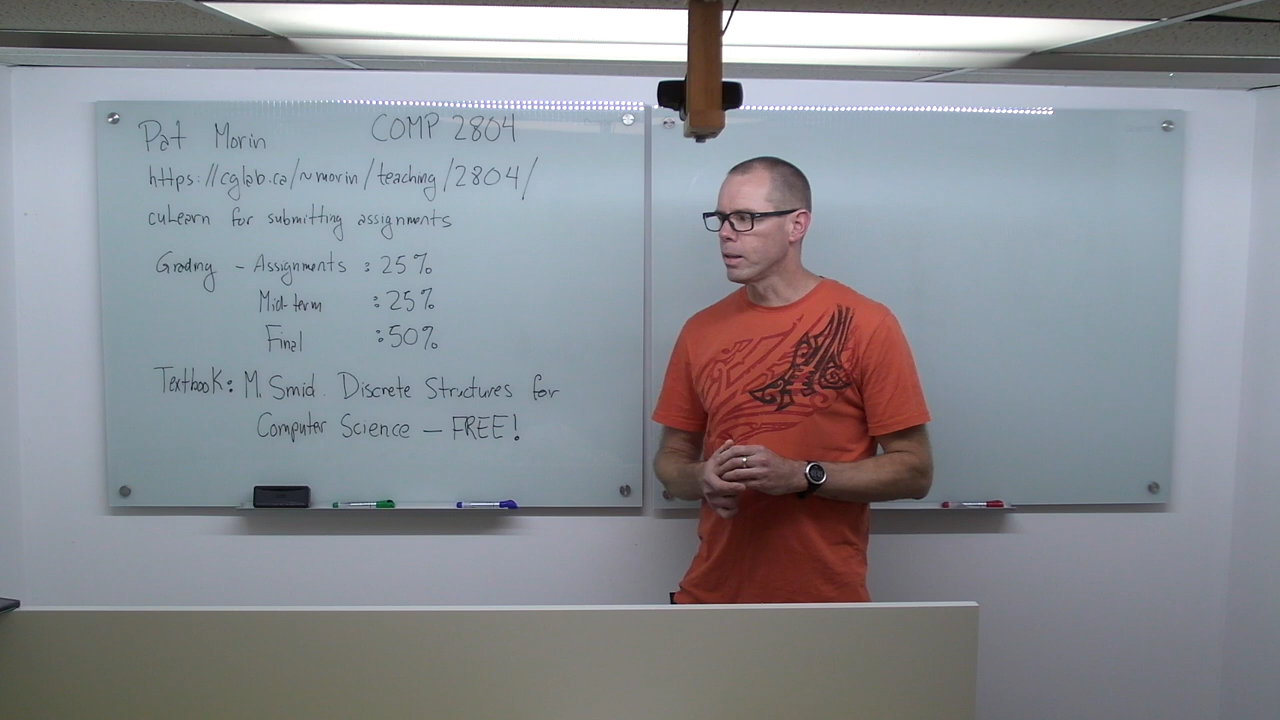 Pat Morin COMP 2804
https://cglab.ca/~morin/teaching/2804/
cuLearn for submitting assignments
Grading - Assignments : 25%
Mid-term : 25%
Final : 50%
Textbook: M. Smid. Discrete Structures for
Computer Science — FREE!